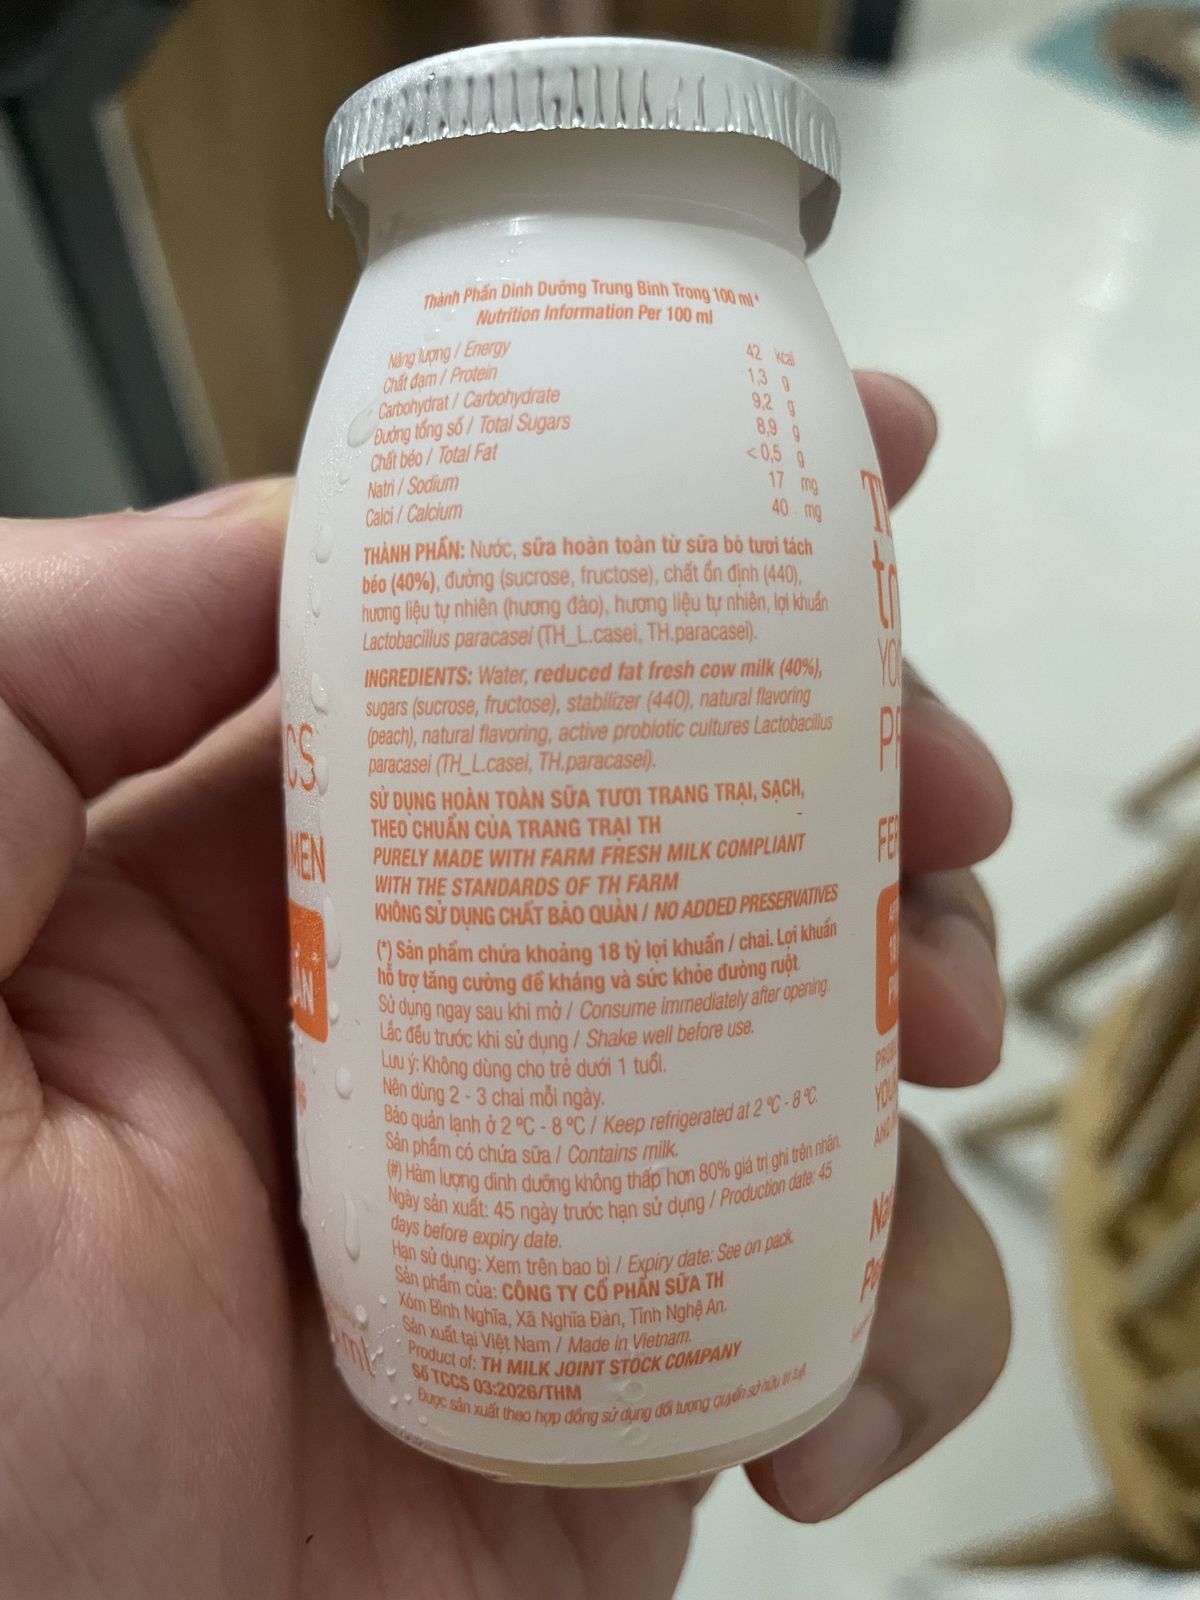 Thành Phần Dinh Dưỡng Trung Bình Trong 100 ml#
Nutrition Information Per 100 ml
Năng lượng / Energy 42 kcal
Chất đạm / Protein 1,3 g
Carbohydrat / Carbohydrate 9,2 g
Đường tổng số / Total Sugars 8,9 g
Chất béo / Total Fat < 0,5 g
Natri / Sodium 17 mg
Calci / Calcium 40 mg
THÀNH PHẦN: Nước, sữa hoàn toàn từ sữa bò tươi tách
béo (40%), đường (sucrose, fructose), chất ổn định (440),
hương liệu tự nhiên (hương đào), hương liệu tự nhiên, lợi khuẩn
Lactobacillus paracasei (TH_L.casei, TH.paracasei).
INGREDIENTS: Water, reduced fat fresh cow milk (40%),
sugars (sucrose, fructose), stabilizer (440), natural flavoring
(peach), natural flavoring, active probiotic cultures Lactobacillus
paracasei (TH_L.casei, TH.paracasei).
SỬ DỤNG HOÀN TOÀN SỮA TƯƠI TRANG TRẠI, SẠCH,
THEO CHUẨN CỦA TRANG TRẠI TH
PURELY MADE WITH FARM FRESH MILK COMPLIANT
WITH THE STANDARDS OF TH FARM
KHÔNG SỬ DỤNG CHẤT BẢO QUẢN / NO ADDED PRESERVATIVES
(*) Sản phẩm chứa khoảng 18 tỷ lợi khuẩn / chai. Lợi khuẩn
hỗ trợ tăng cường đề kháng và sức khỏe đường ruột.
Sử dụng ngay sau khi mở / Consume immediately after opening.
Lắc đều trước khi sử dụng / Shake well before use.
Lưu ý: Không dùng cho trẻ dưới 1 tuổi.
Nên dùng 2 - 3 chai mỗi ngày.
Bảo quản lạnh ở 2 ºC - 8 ºC / Keep refrigerated at 2 ºC - 8 ºC.
Sản phẩm có chứa sữa / Contains milk.
(#) Hàm lượng dinh dưỡng không thấp hơn 80% giá trị ghi trên nhãn.
Ngày sản xuất: 45 ngày trước hạn sử dụng / Production date: 45
days before expiry date.
Hạn sử dụng: Xem trên bao bì / Expiry date: See on pack.
Sản phẩm của: CÔNG TY CỔ PHẦN SỮA TH
Xóm Bình Nghĩa, Xã Nghĩa Đàn, Tỉnh Nghệ An.
Sản xuất tại Việt Nam / Made in Vietnam.
Product of: TH MILK JOINT STOCK COMPANY
Số TCCS 03:2026/THM
Được sản xuất theo hợp đồng sử dụng đối tượng quyền sở hữu trí tuệ